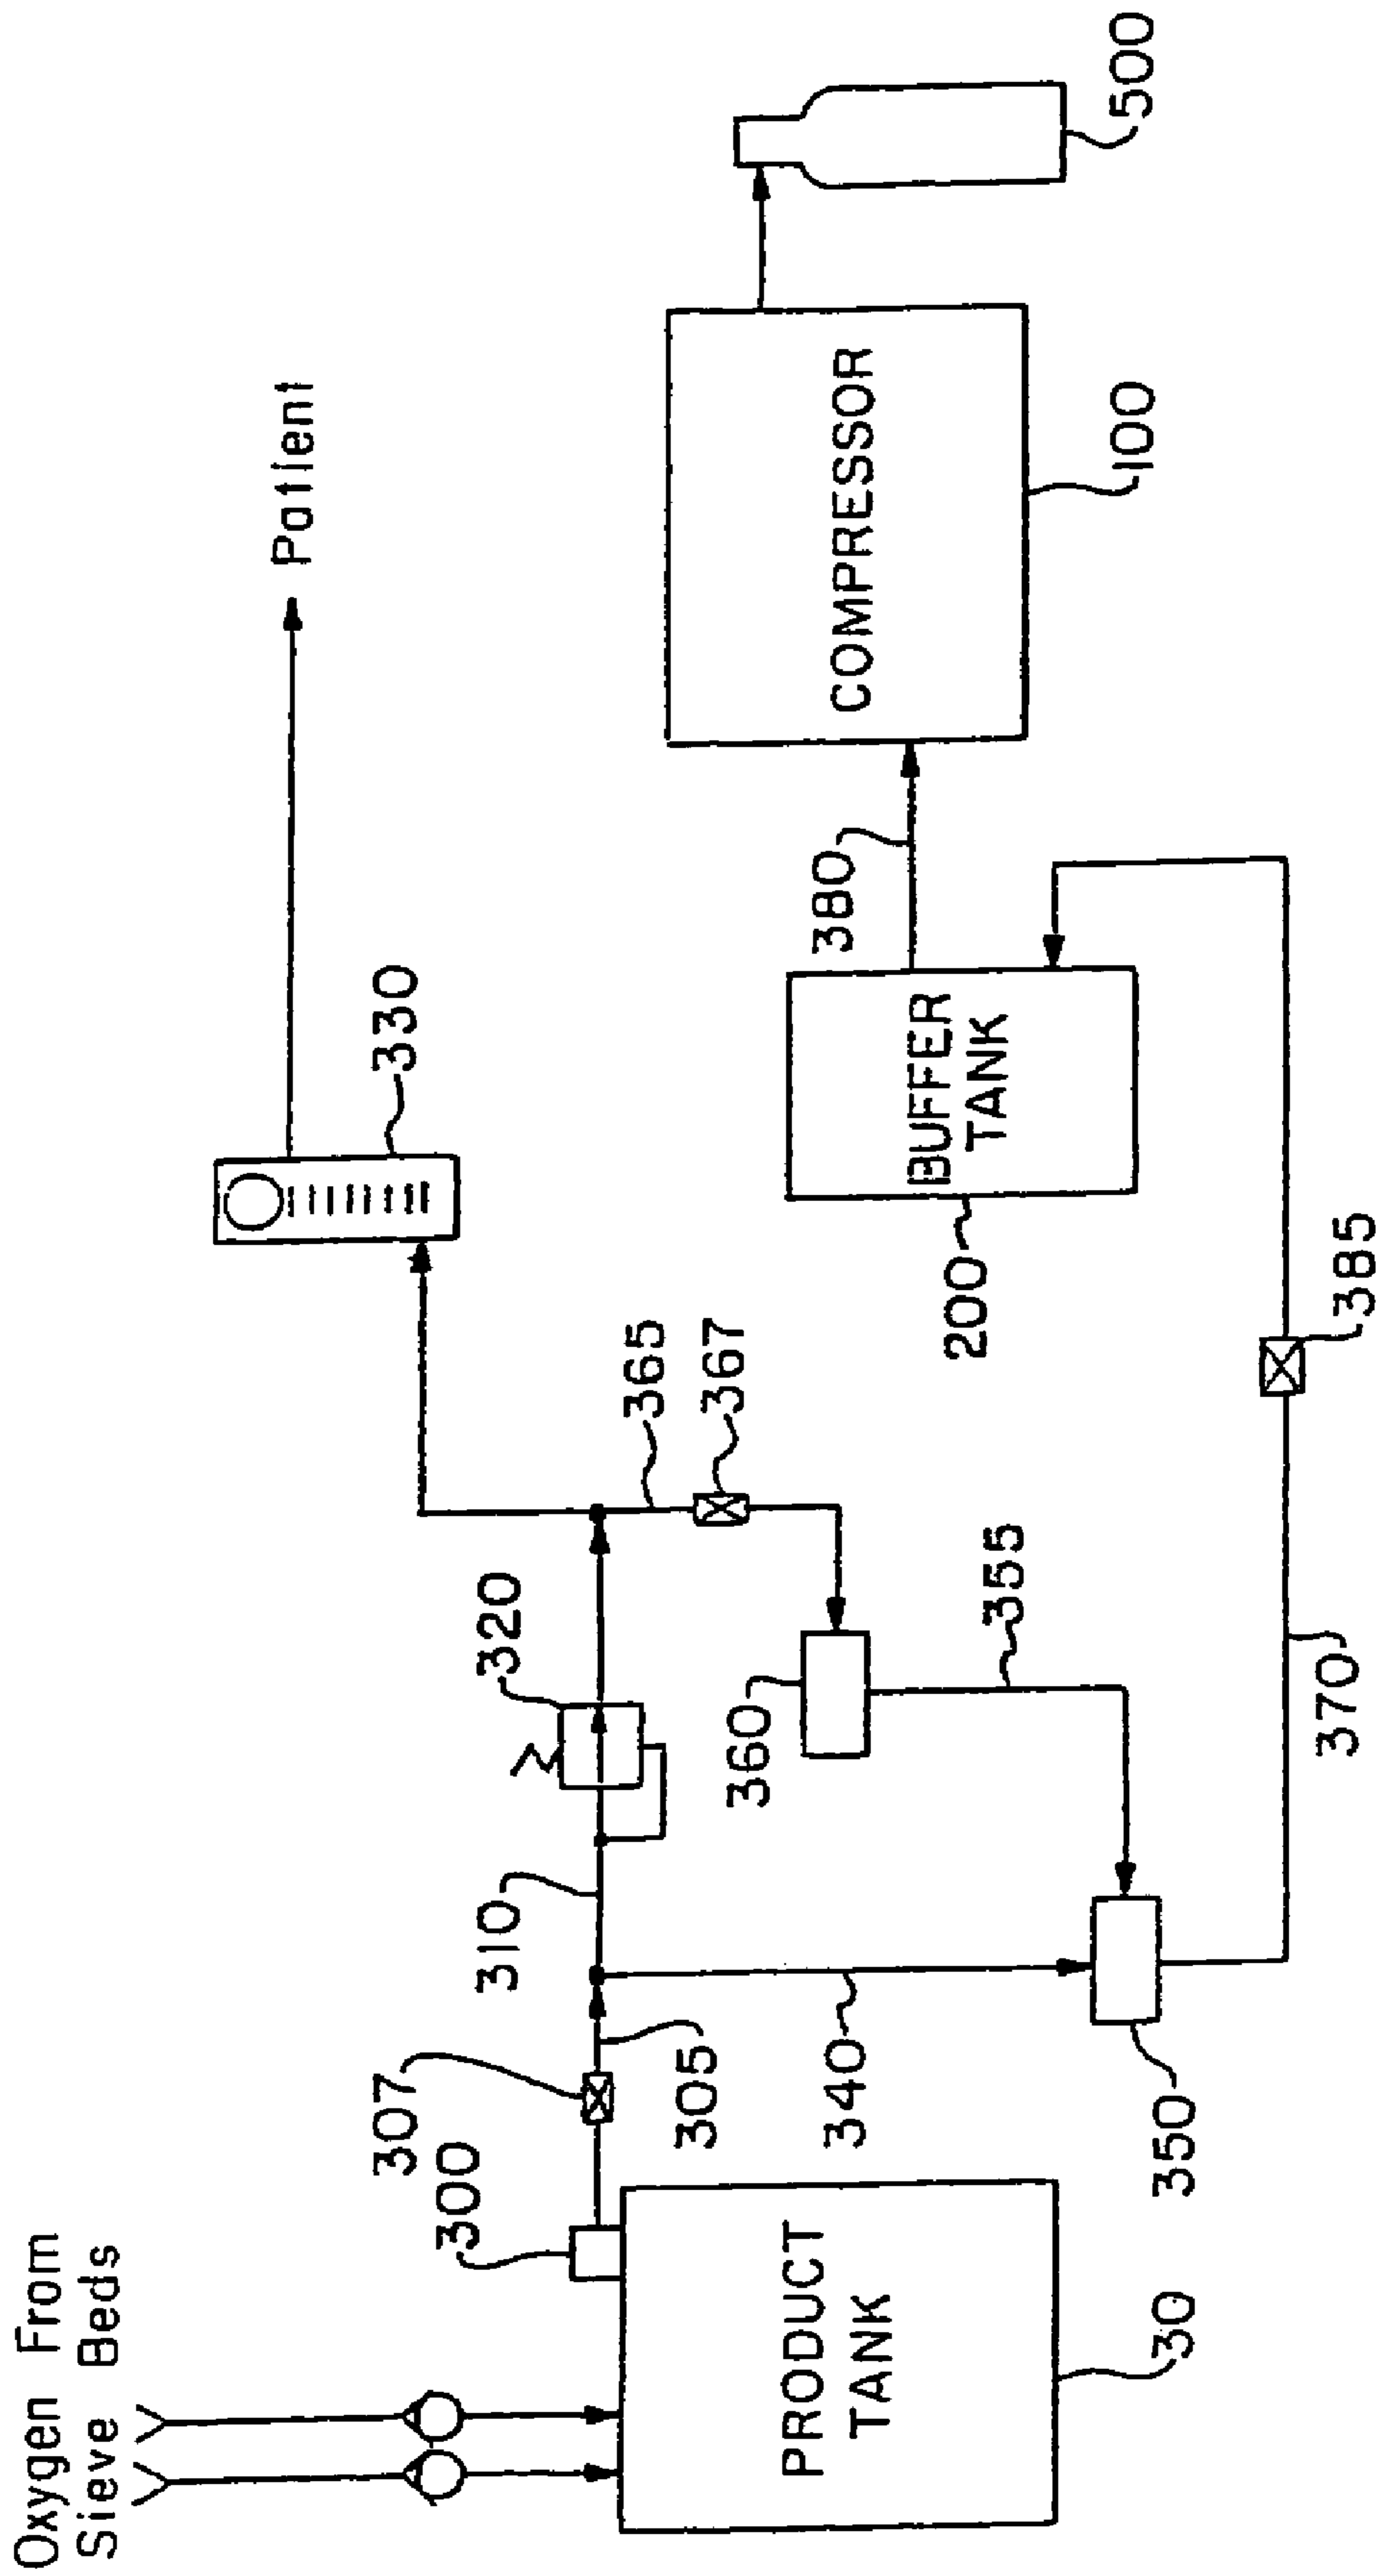 Oxygen From
Sieve Beds
300
307
305
310
320
340
350
PRODUCT
TANK
30
330
Patient
365
367
360
355
370
385
200
BUFFER
TANK
380
COMPRESSOR
100
500